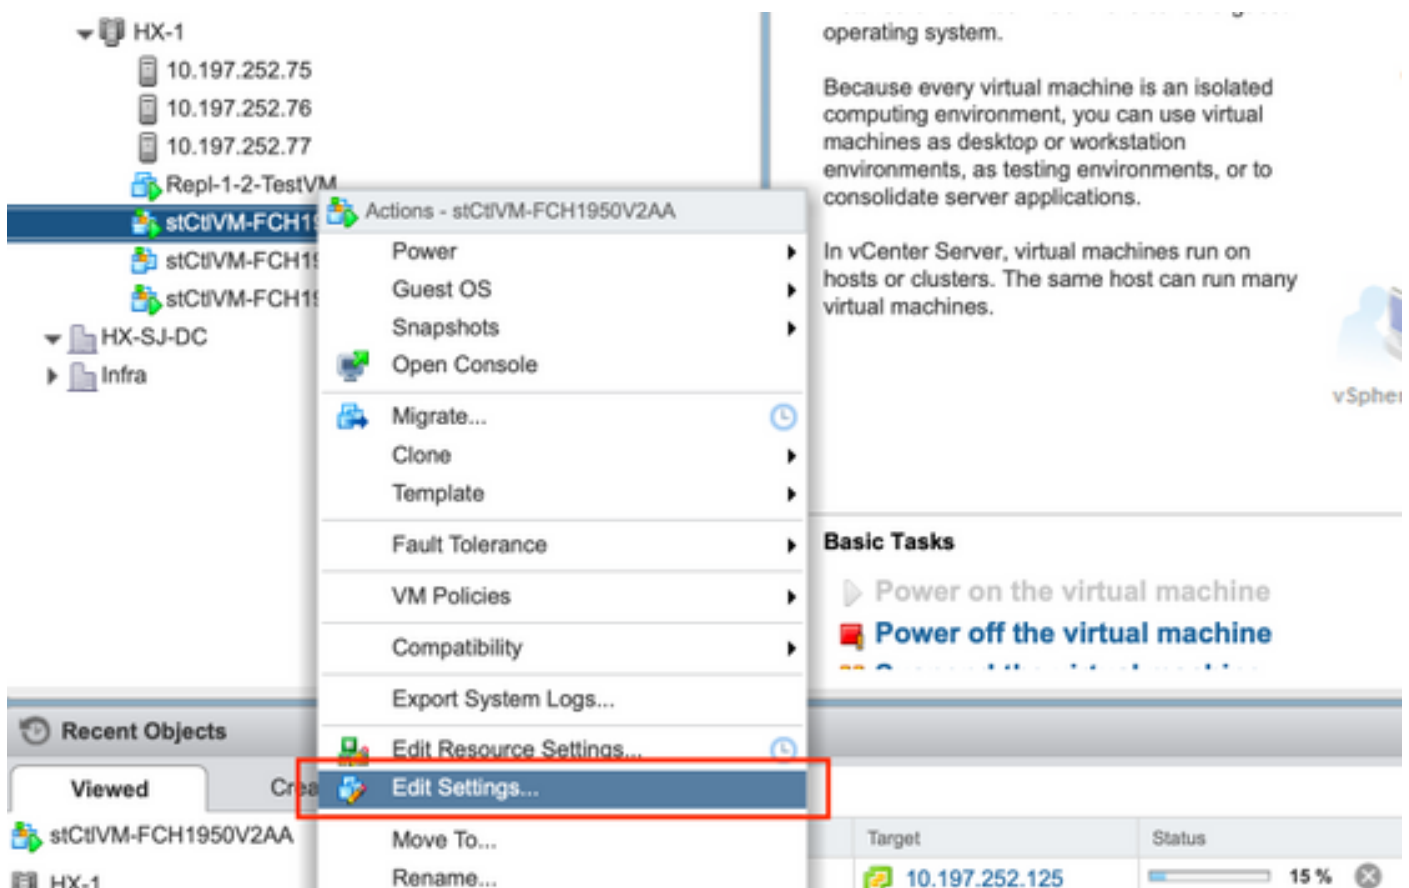 HX-1
10.197.252.75
10.197.252.76
10.197.252.77
Repl-1-2-TestVM
stCtlVM-FCH19
stCtlVM-FCH19
stCtlVM-FCH19
HX-SJ-DC
Infra
Actions - stCtlVM-FCH1950V2AA
Power
Guest OS
Snapshots
Open Console
Migrate...
Clone
Template
Fault Tolerance
VM Policies
Compatibility
Export System Logs...
Edit Resource Settings...
Edit Settings...
Move To...
Rename...
operating system.
Because every virtual machine is an isolated
computing environment, you can use virtual
machines as desktop or workstation
environments, as testing environments, or to
consolidate server applications.
In vCenter Server, virtual machines run on
hosts or clusters. The same host can run many
virtual machines.
vSpher
Basic Tasks
Power on the virtual machine
Power off the virtual machine
Recent Objects
Viewed
Crea
stCtlVM-FCH1950V2AA
HX-1
Target
Status
10.197.252.125
15 %